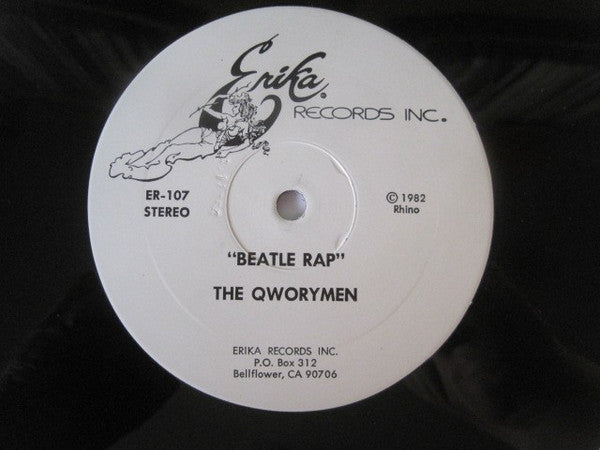 Erika
RECORDS INC.
ER-107
STEREO
© 1982
Rhino
"BEATLE RAP"
THE QWORYMEN
ERIKA RECORDS INC.
P.O. Box 312
Bellflower, CA 90706